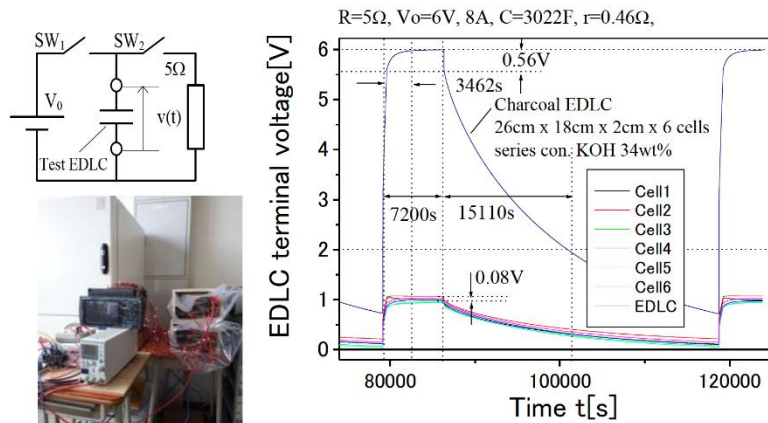 R=5Ω, Vo=6V, 8A, C=3022F, r=0.46Ω,
SW₁
SW₂
5Ω
V₀
v(t)
Test EDLC
EDLC terminal voltage[V]
6
5
4
3
2
1
0
0.56V
3462s
Charcoal EDLC
26cm x 18cm x 2cm x 6 cells
series con. KOH 34wt%
7200s
15110s
0.08V
Cell1
Cell2
Cell3
Cell4
Cell5
Cell6
EDLC
80000
100000
120000
Time t[s]